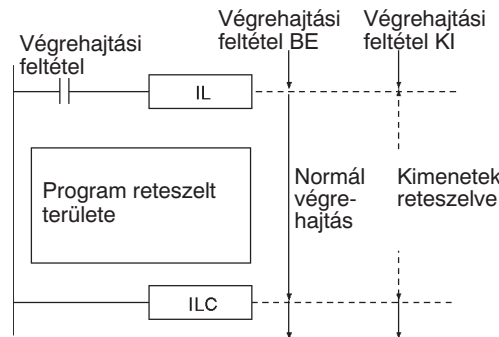 Végrehajtási
feltétel
Végrehajtási
feltétel BE
Végrehajtási
feltétel KI
IL
Program reteszelt
területe
Normál
végre-
hajtás
Kimenetek
reteszelve
ILC